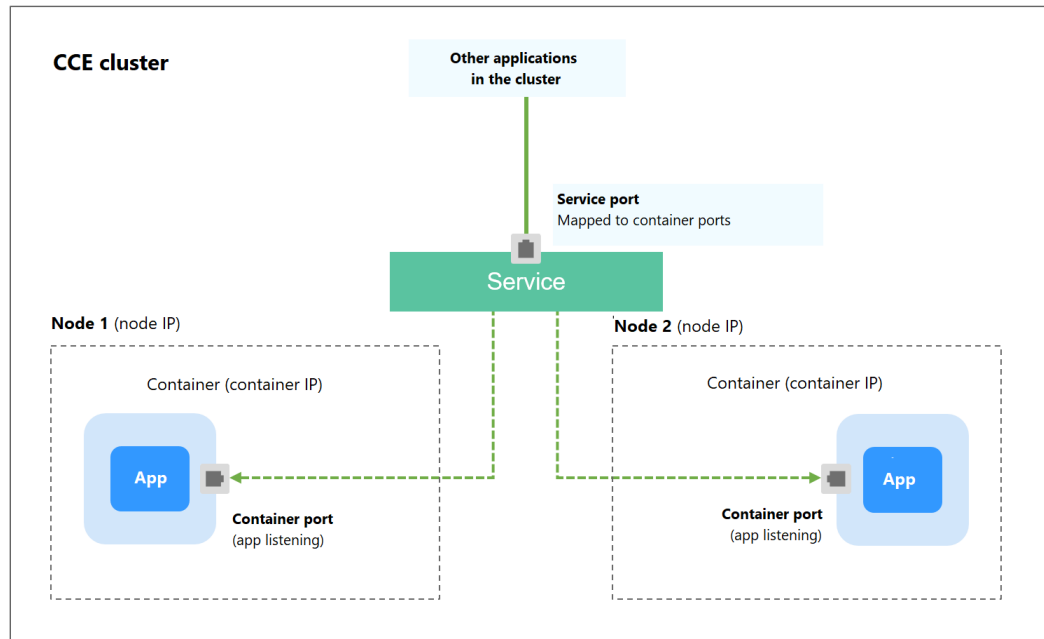 CCE cluster
Other applications
in the cluster
Service port
Mapped to container ports
Service
Node 1 (node IP)
Node 2 (node IP)
Container (container IP)
Container (container IP)
App
App
Container port
(app listening)
Container port
(app listening)